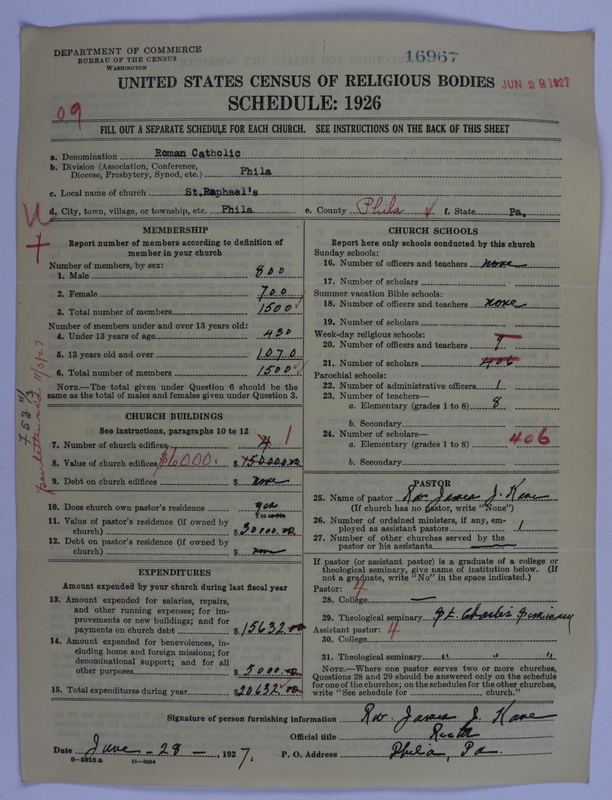 DEPARTMENT OF COMMERCE
BUREAU OF THE CENSUS
WASHINGTON
16967
UNITED STATES CENSUS OF RELIGIOUS BODIES
JUN 28 1927
SCHEDULE: 1926
09
FILL OUT A SEPARATE SCHEDULE FOR EACH CHURCH. SEE INSTRUCTIONS ON THE BACK OF THIS SHEET
a. Denomination Roman Catholic
b. Division (Association, Conference,
Diocese, Presbytery, Synod, etc.) Phila
c. Local name of church St.Raphael's
d. City, town, village, or township, etc. Phila e. County Phila f. State Pa.
MEMBERSHIP
Report number of members according to definition of
member in your church
Number of members, by sex:
1. Male 800
2. Female 700
3. Total number of members 1500
Number of members under and over 13 years old:
4. Under 13 years of age 430
5. 13 years old and over 1070
6. Total number of members 1500
NOTE.—The total given under Question 6 should be the
same as the total of males and females given under Question 3.
per letter 11/3/27
CHURCH BUILDINGS
See instructions, paragraphs 10 to 12
7. Number of church edifices 4 1
8. Value of church edifices $6000. $150000.00
9. Debt on church edifices $ none
10. Does church own pastor's residence yes
Yes or No
11. Value of pastor's residence (if owned by
church) $30000.00
12. Debt on pastor's residence (if owned by
church) $ none
EXPENDITURES
Amount expended by your church during last fiscal year
13. Amount expended for salaries, repairs,
and other running expenses; for im-
provements or new buildings; and for
payments on church debt $15632.00
14. Amount expended for benevolences, in-
cluding home and foreign missions; for
denominational support; and for all
other purposes $5000.00
15. Total expenditures during year $20632.00
CHURCH SCHOOLS
Report here only schools conducted by this church
Sunday schools:
16. Number of officers and teachers none
17. Number of scholars
Summer vacation Bible schools:
18. Number of officers and teachers none
19. Number of scholars
Week-day religious schools:
20. Number of officers and teachers 9
21. Number of scholars 406
Parochial schools:
22. Number of administrative officers 1
23. Number of teachers—
a. Elementary (grades 1 to 8) 8
b. Secondary
24. Number of scholars—
a. Elementary (grades 1 to 8) 406
b. Secondary
PASTOR
25. Name of pastor Rev. James J. Kane
(If church has no pastor, write "None")
26. Number of ordained ministers, if any, em-
ployed as assistant pastors 1
27. Number of other churches served by the
pastor or his assistants
If pastor (or assistant pastor) is a graduate of a college or
theological seminary, give name of institution below. (If
not a graduate, write "No" in the space indicated.)
Pastor: 4
28. College
29. Theological seminary St. Charles Seminary
Assistant pastor: 4
30. College
31. Theological seminary " " "
NOTE.—Where one pastor serves two or more churches,
Questions 28 and 29 should be answered only on the schedule
for one of the churches; on the schedules for the other churches,
write "See schedule for church."
Signature of person furnishing information Rev. James J. Kane
Official title Rector
Date June - 28 -, 1927. P. O. Address Phila, Pa.
8-5918a 11-9064